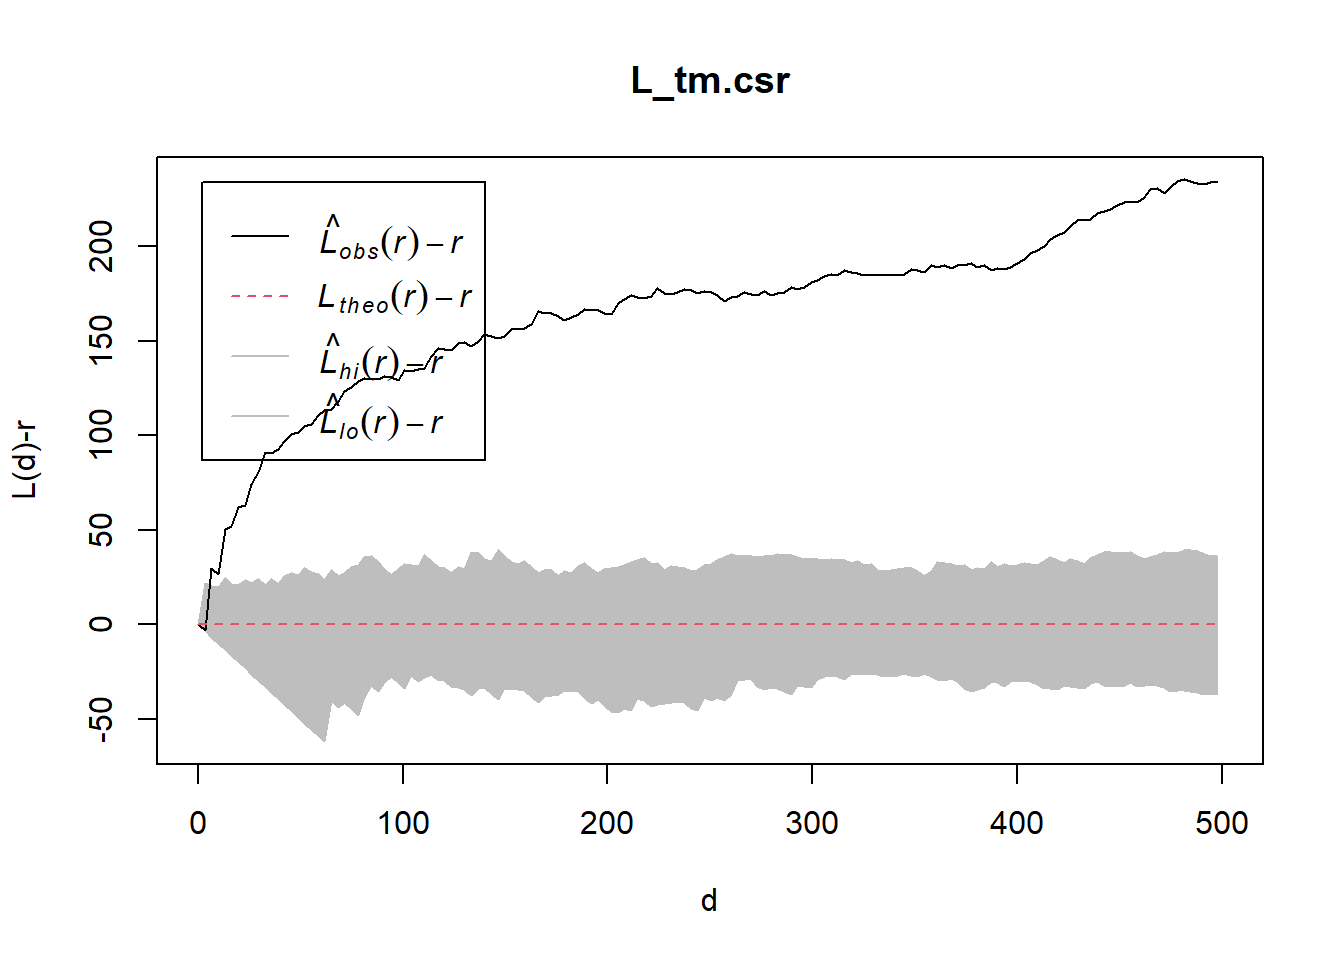 L_tm.csr
L̂obs(r) − r
Ltheo(r) − r
L̂hi(r) − r
L̂lo(r) − r
L(d)-r
200
150
100
50
0
-50
0 100 200 300 400 500
d